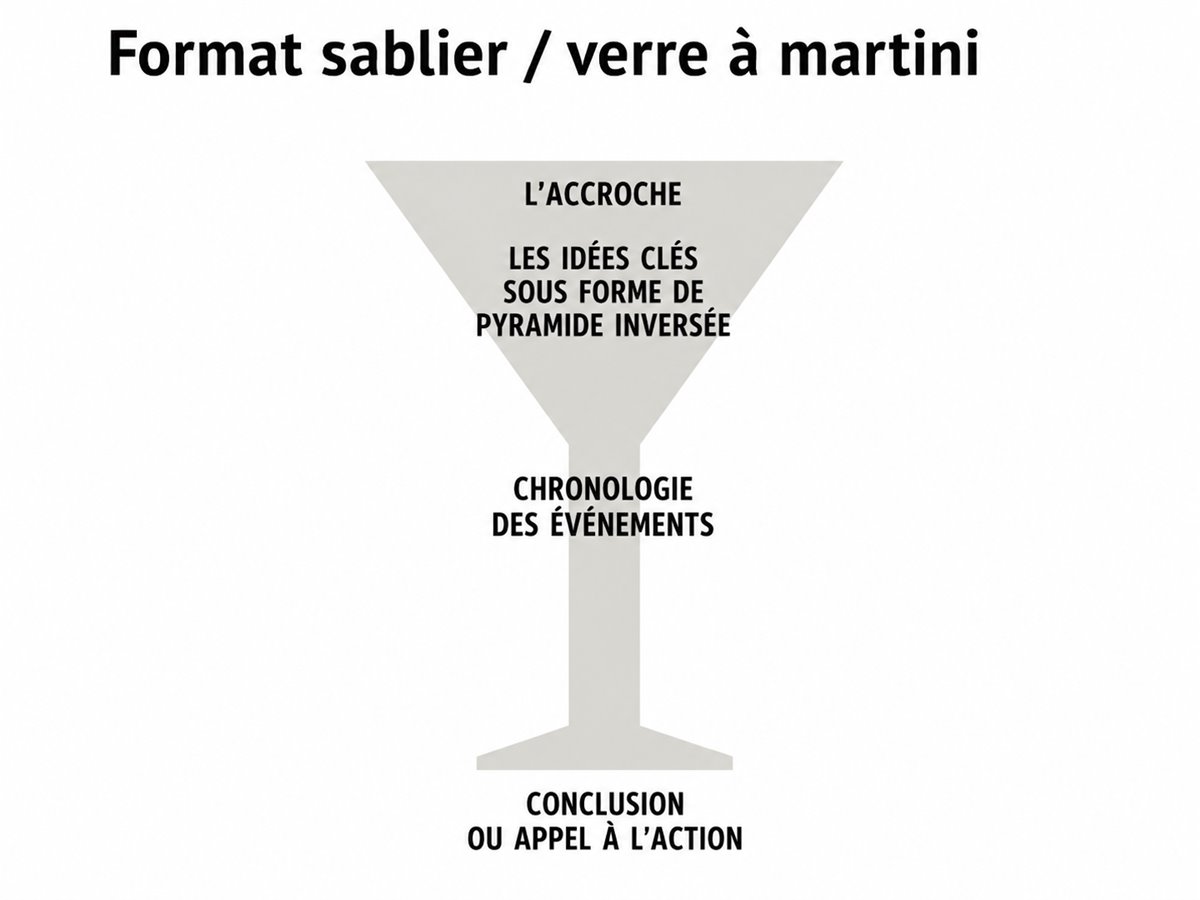 Format sablier / verre à martini
L'ACCROCHE
LES IDÉES CLÉS
SOUS FORME DE
PYRAMIDE INVERSÉE
CHRONOLOGIE
DES ÉVÉNEMENTS
CONCLUSION
OU APPEL À L'ACTION